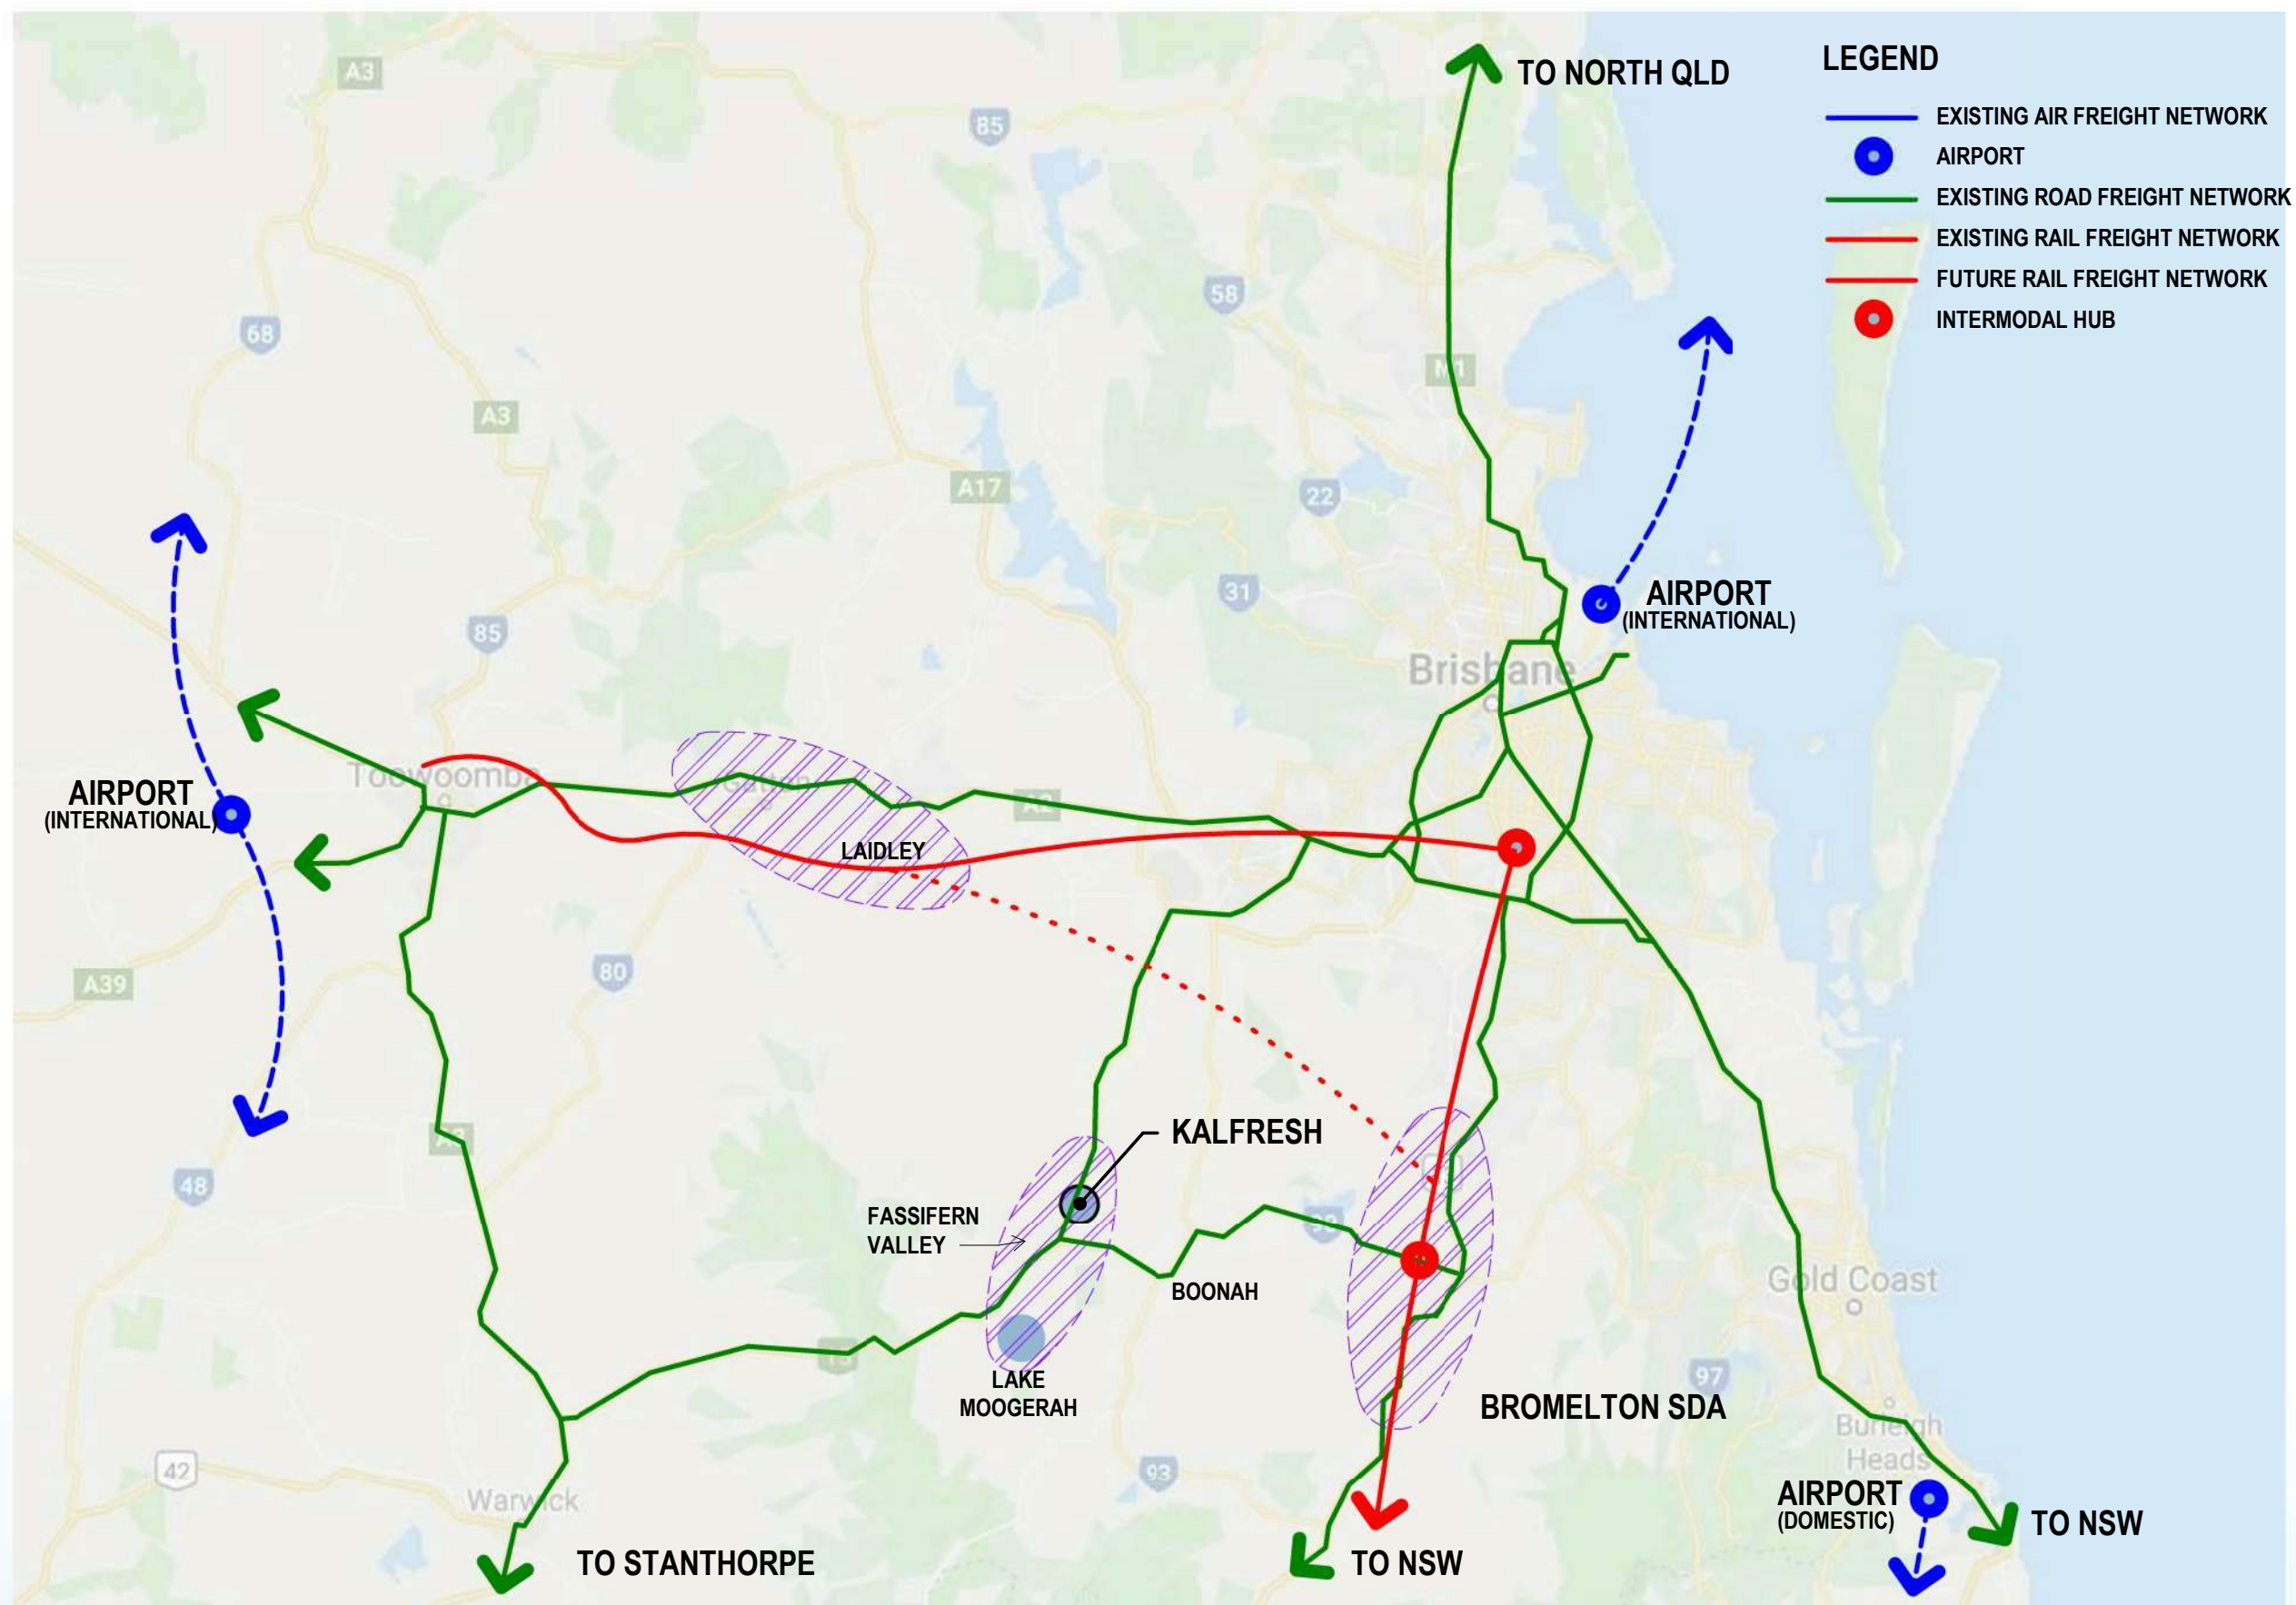 LEGEND
EXISTING AIR FREIGHT NETWORK
AIRPORT
EXISTING ROAD FREIGHT NETWORK
EXISTING RAIL FREIGHT NETWORK
FUTURE RAIL FREIGHT NETWORK
INTERMODAL HUB
TO NORTH QLD
A3
85
58
68
M1
A3
A17
22
31
AIRPORT
(INTERNATIONAL)
85
Brisbane
Toowoomba
Gatton
AIRPORT
(INTERNATIONAL)
A2
LAIDLEY
80
A39
KALFRESH
48
FASSIFERN
VALLEY
BOONAH
Gold Coast
LAKE
MOOGERAH
97
BROMELTON SDA
Burleigh
Heads
42
93
Warwick
AIRPORT
(DOMESTIC)
TO NSW
TO STANTHORPE
TO NSW